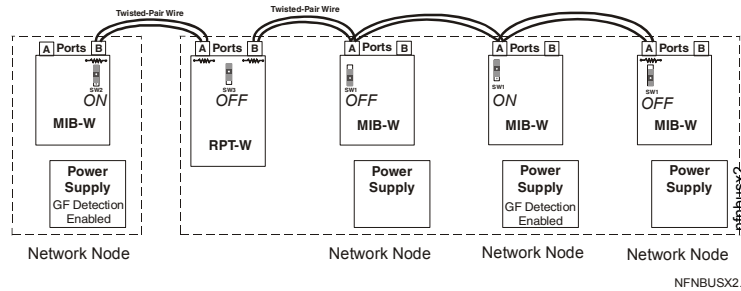 Twisted-Pair Wire
Twisted-Pair Wire
A Ports B
A Ports B
A Ports B
A Ports B
A Ports B
SW2
ON
SW3
OFF
SW1
OFF
SW1
ON
SW1
OFF
MIB-W
RPT-W
MIB-W
MIB-W
MIB-W
Power
Supply
GF Detection
Enabled
Power
Supply
Power
Supply
GF Detection
Enabled
Power
Supply
nfnbusx2
Network Node
Network Node
Network Node
Network Node
NFNBUSX2.